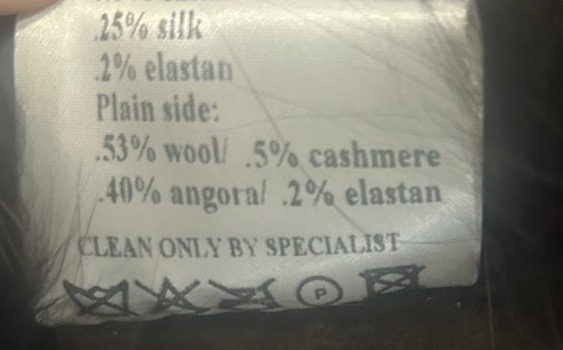 .25% silk
.2% elastan
Plain side:
.53% wool/ .5% cashmere
.40% angora/ .2% elastan
CLEAN ONLY BY SPECIALIST
P